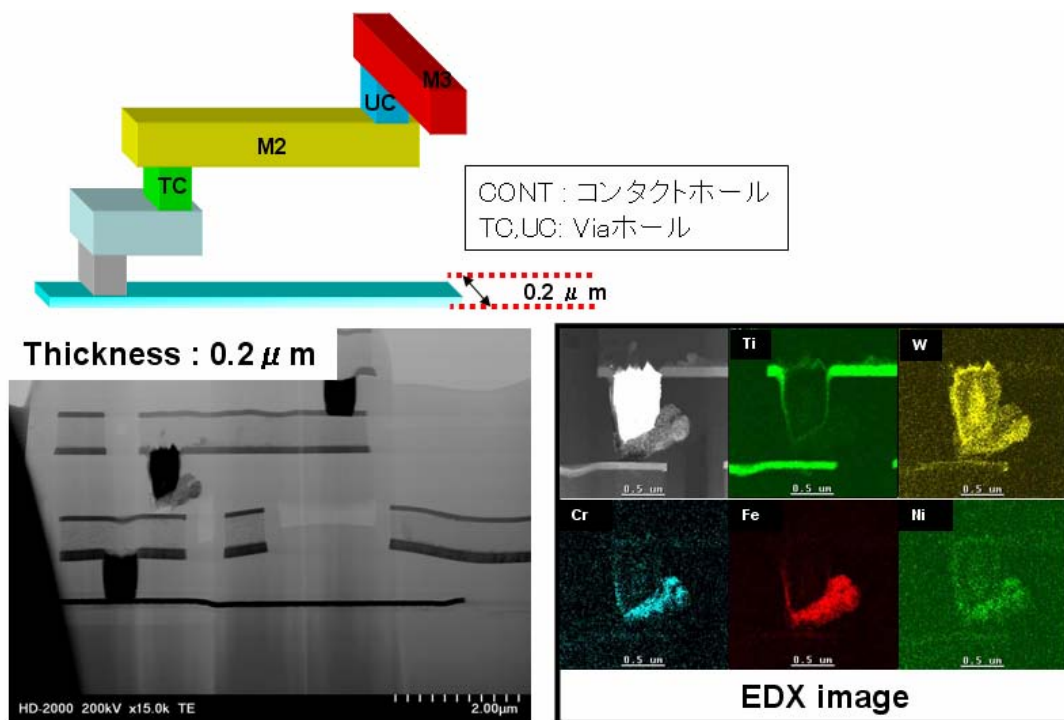 M3
UC
M2
TC
CONT : コンタクトホール
TC,UC: Viaホール
0.2 μ m
Thickness : 0.2 μ m
HD-2000 200kV x15.0k TE
2.00μm
Ti
W
0.5 um
0.5 um
0.5 um
Cr
Fe
Ni
0.5 um
0.5 um
0.5 um
EDX image